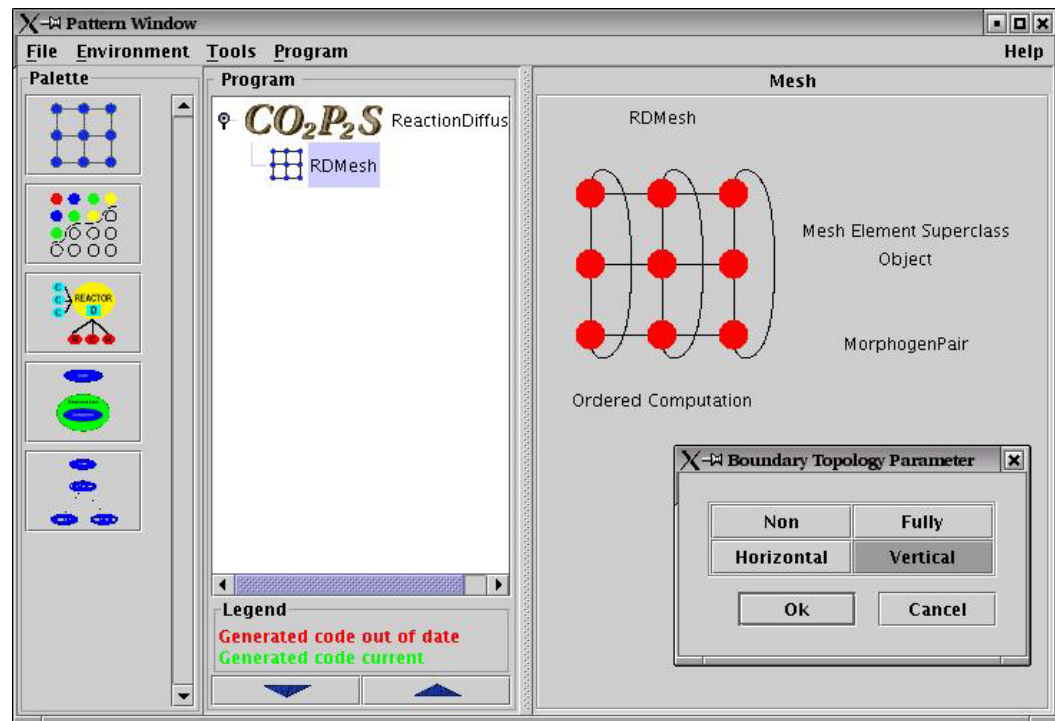 Pattern Window
File Environment Tools Program Help
Palette
REACTOR
D
C
C
C
Program
CO2P2S ReactionDiffus
RDMesh
Legend
Generated code out of date
Generated code current
Mesh
RDMesh
Mesh Element Superclass
Object
MorphogenPair
Ordered Computation
Boundary Topology Parameter
Non Fully
Horizontal Vertical
Ok Cancel